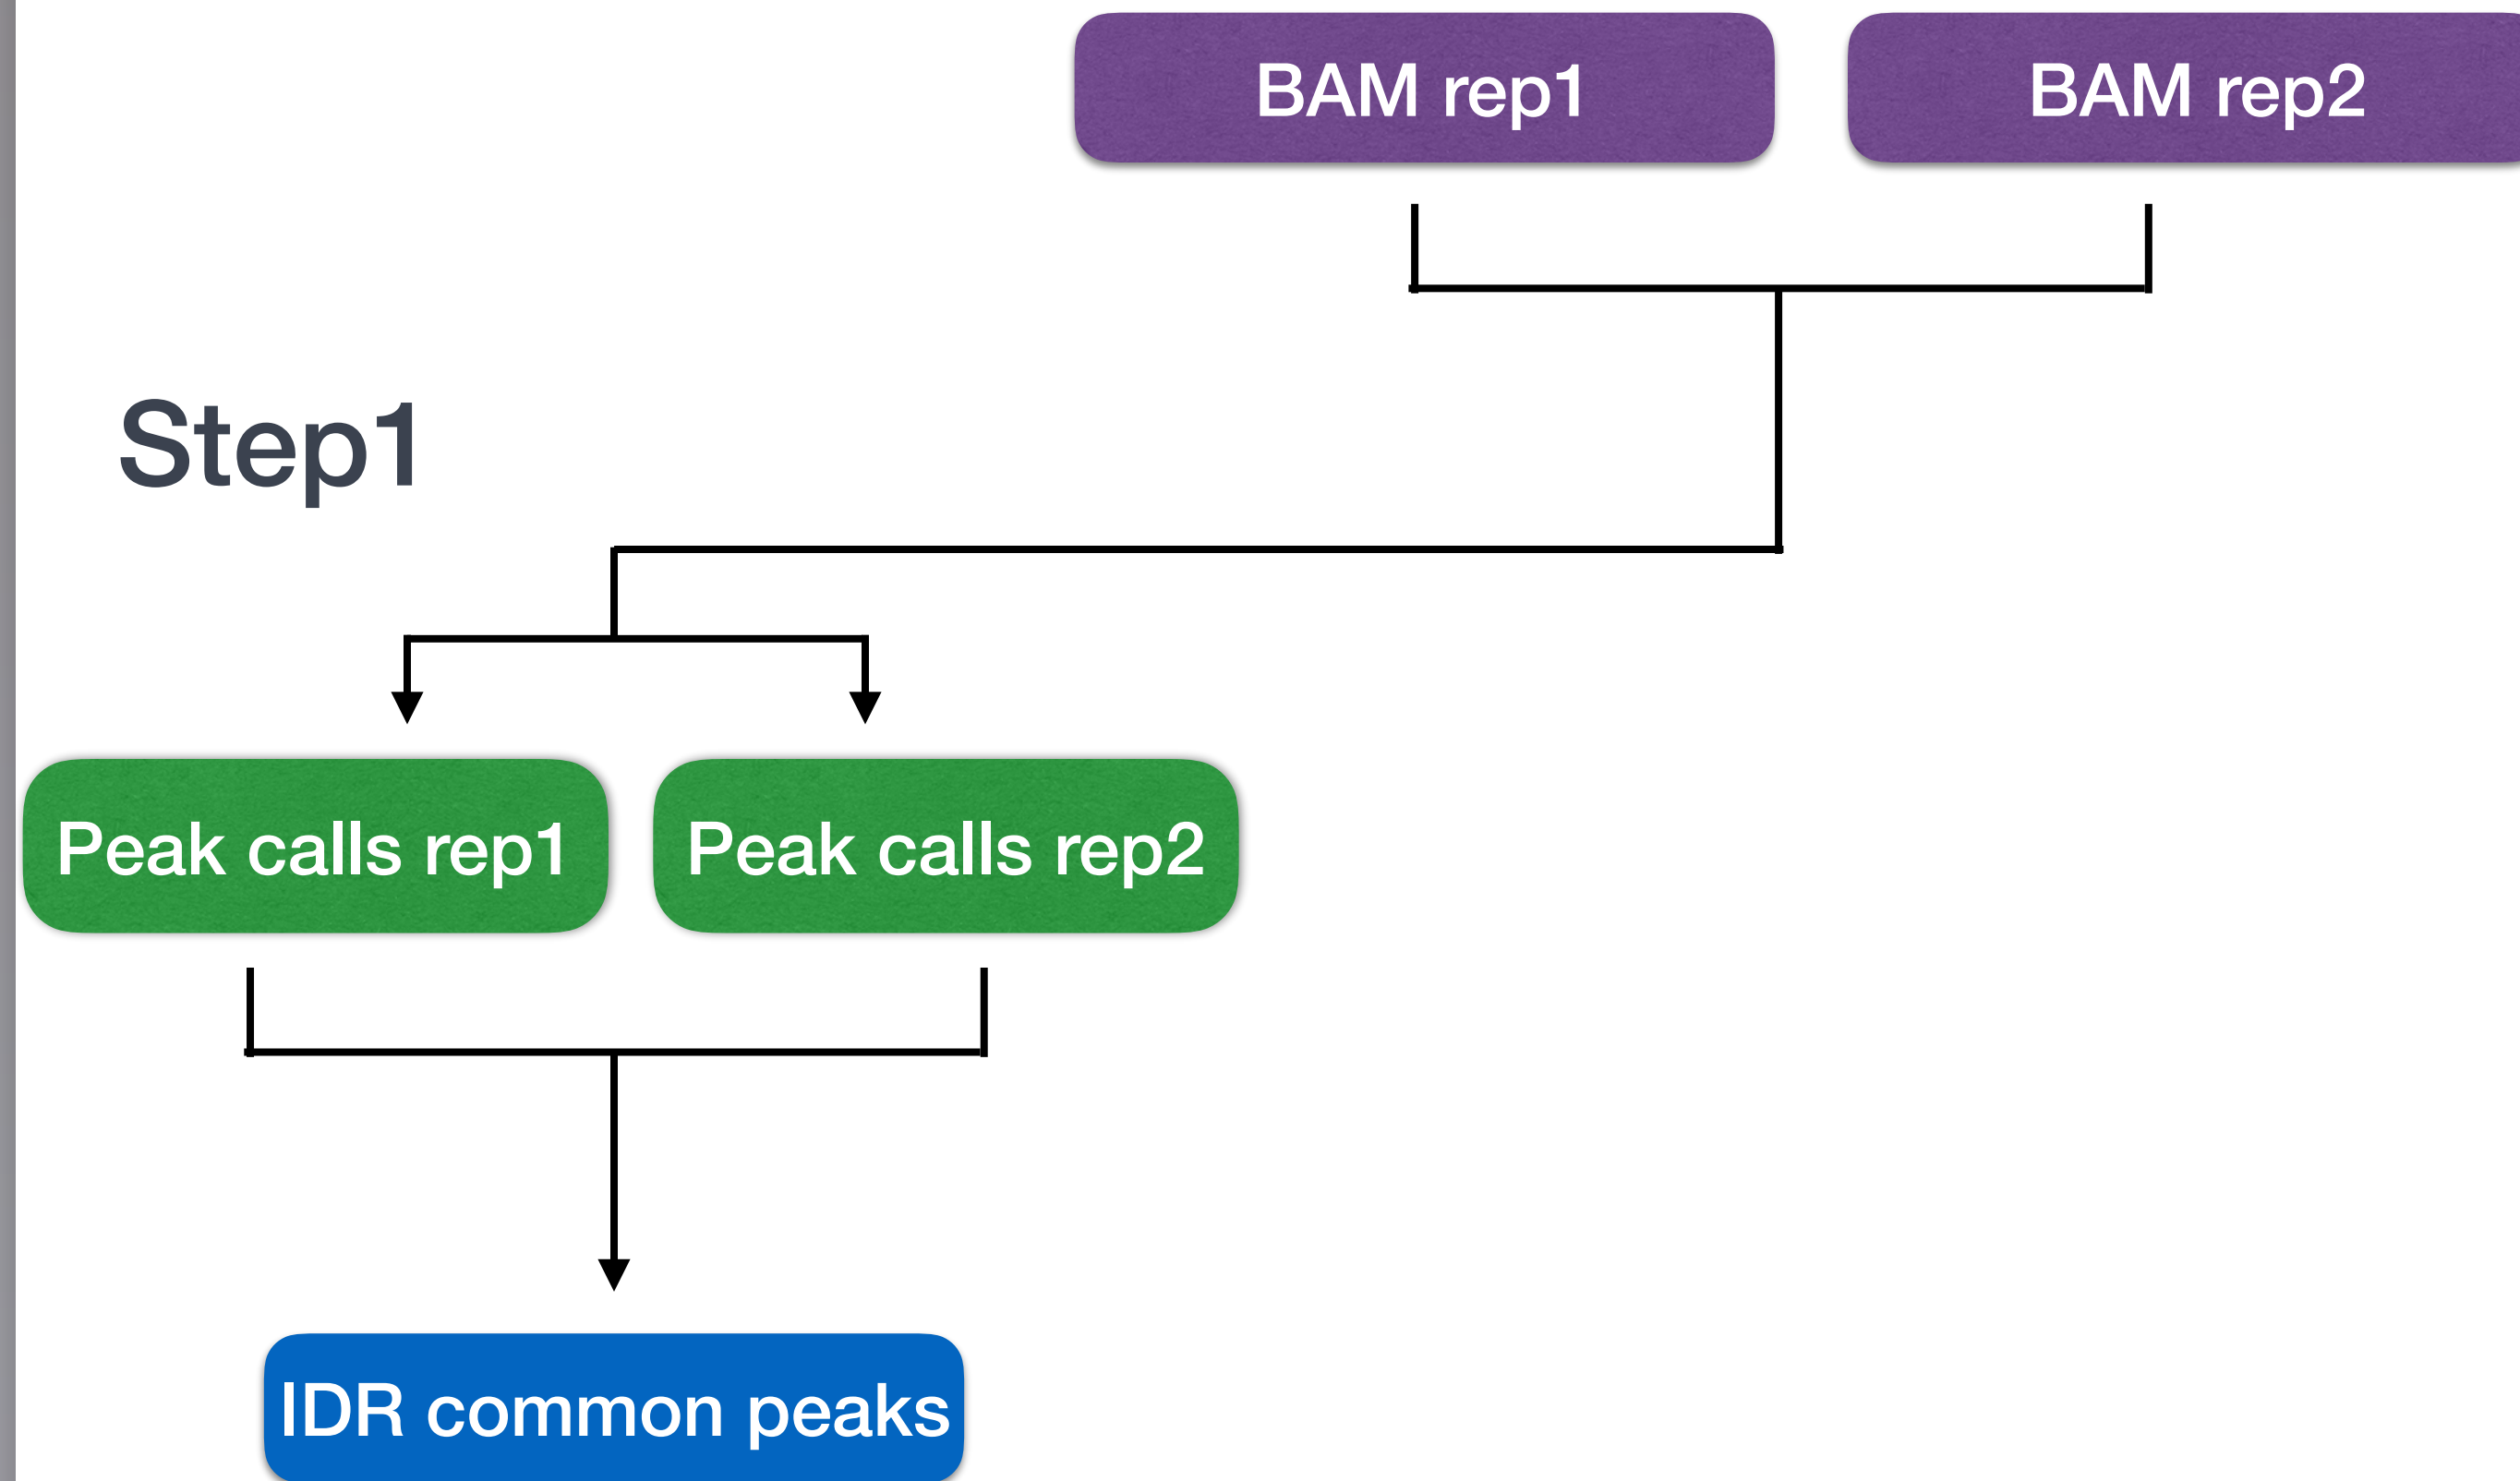 BAM rep1
BAM rep2
Step1
Peak calls rep1
Peak calls rep2
IDR common peaks